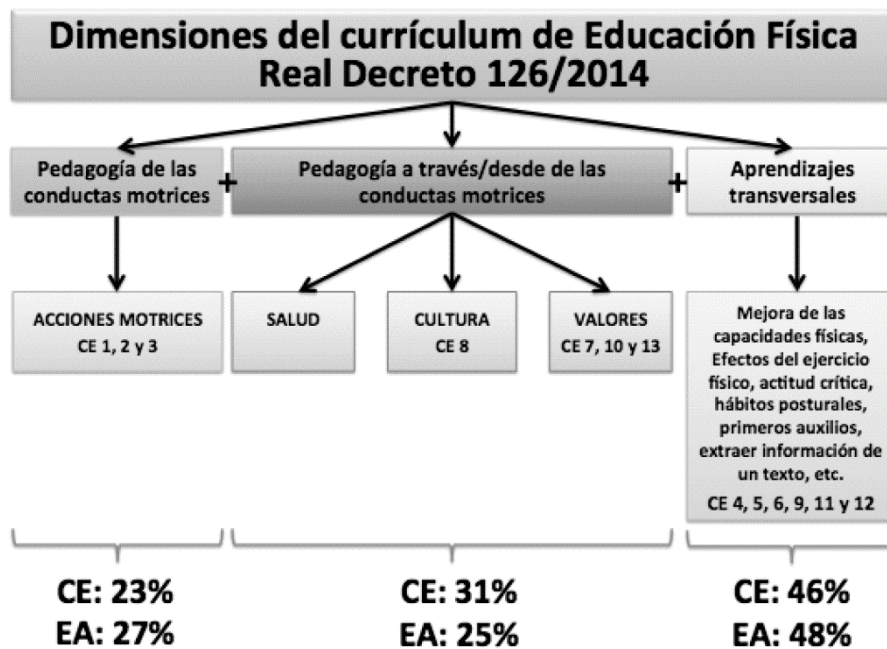 Dimensiones del currículum de Educación Física
Real Decreto 126/2014
Pedagogía de las
conductas motrices
+
Pedagogía a través/desde de las
conductas motrices
+
Aprendizajes
transversales
ACCIONES MOTRICES
CE 1, 2 y 3
SALUD
CULTURA
CE 8
VALORES
CE 7, 10 y 13
Mejora de las
capacidades físicas,
Efectos del ejercicio
físico, actitud crítica,
hábitos posturales,
primeros auxilios,
extraer información de
un texto, etc.
CE 4, 5, 6, 9, 11 y 12
CE: 23%
EA: 27%
CE: 31%
EA: 25%
CE: 46%
EA: 48%